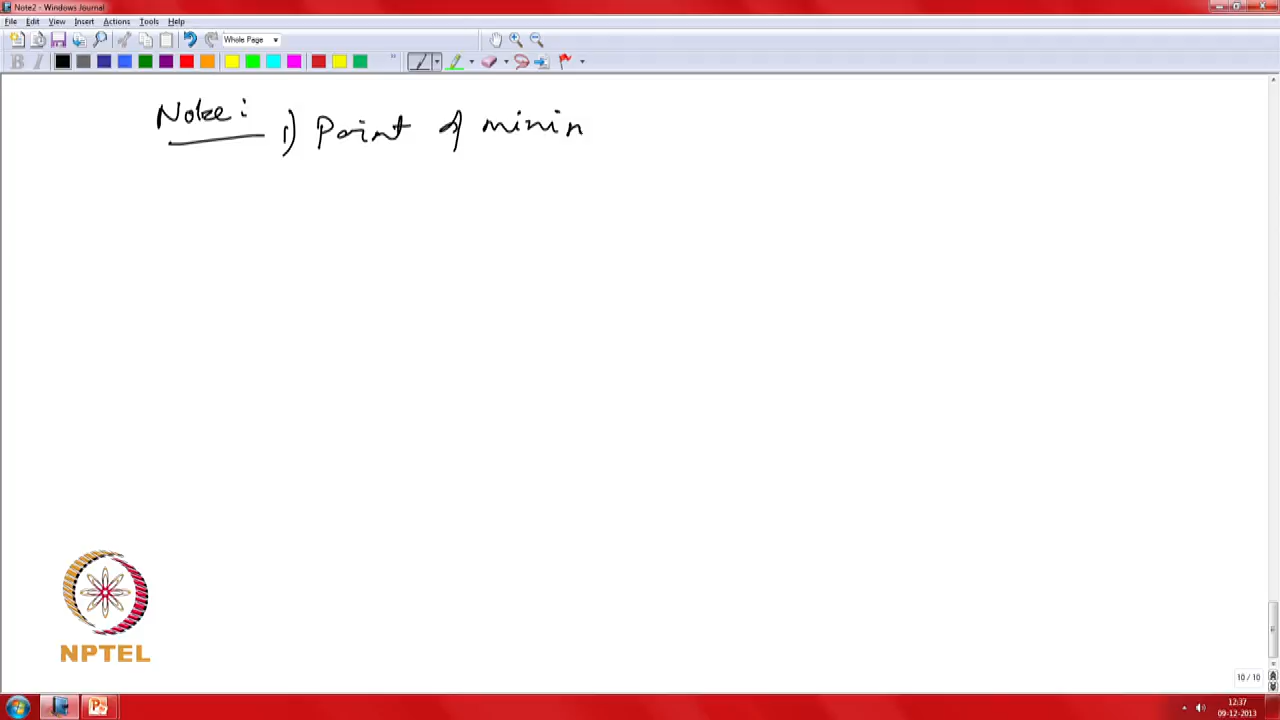 Note2 - Windows Journal
File Edit View Insert Actions Tools Help
Whole Page
B I
Note: 1) Point of minin
NPTEL
10 / 10
12:37
09-12-2013